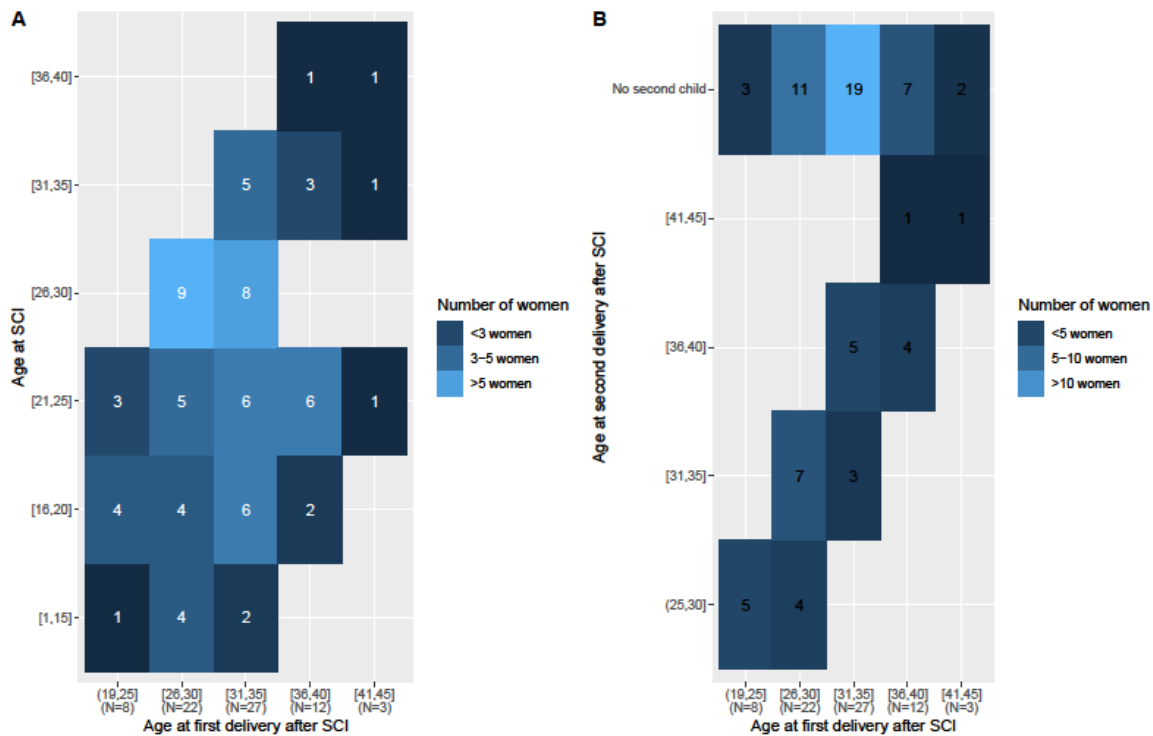 A
Age at SCI
[36,40]
1 1
[31,35]
5 3 1
[26,30]
9 8
[21,25]
3 5 6 6 1
[16,20]
4 4 6 2
[1,15]
1 4 2
(19,25] [26,30] [31,35] [36,40] [41,45]
(N=8) (N=22) (N=27) (N=12) (N=3)
Age at first delivery after SCI
Number of women
<3 women
3−5 women
>5 women
B
Age at second delivery after SCI
No second child
3 11 19 7 2
[41,45]
1 1
[36,40]
5 4
[31,35]
7 3
(25,30]
5 4
(19,25] [26,30] [31,35] [36,40] [41,45]
(N=8) (N=22) (N=27) (N=12) (N=3)
Age at first delivery after SCI
Number of women
<5 women
5−10 women
>10 women